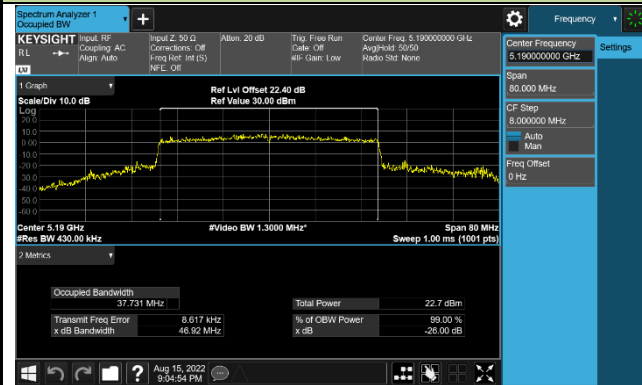 Spectrum Analyzer 1
Occupied BW
Frequency
KEYSIGHT
RL
LXI
Input: RF
Coupling: AC
Align: Auto
Input Z: 50 Ω
Corrections: Off
Freq Ref: Int (S)
NFE: Off
Atten: 20 dB
Trig: Free Run
Gate: Off
#IF Gain: Low
Center Freq: 5.190000000 GHz
Avg|Hold: 50/50
Radio Std: None
Center Frequency
5.190000000 GHz
Settings
Span
80.000 MHz
CF Step
8.000000 MHz
Auto
Man
Freq Offset
0 Hz
1 Graph
Scale/Div 10.0 dB
Ref Lvl Offset 22.40 dB
Ref Value 30.00 dBm
Log
20.0
10.0
0.00
-10.0
-20.0
-30.0
-40.0
-50.0
-60.0
Center 5.19 GHz
#Res BW 430.00 kHz
#Video BW 1.3000 MHz*
Span 80 MHz
Sweep 1.00 ms (1001 pts)
2 Metrics
Occupied Bandwidth
37.731 MHz
Total Power 22.7 dBm
Transmit Freq Error 8.617 kHz
% of OBW Power 99.00 %
x dB Bandwidth 46.92 MHz
x dB -26.00 dB
?
Aug 15, 2022
9:04:54 PM